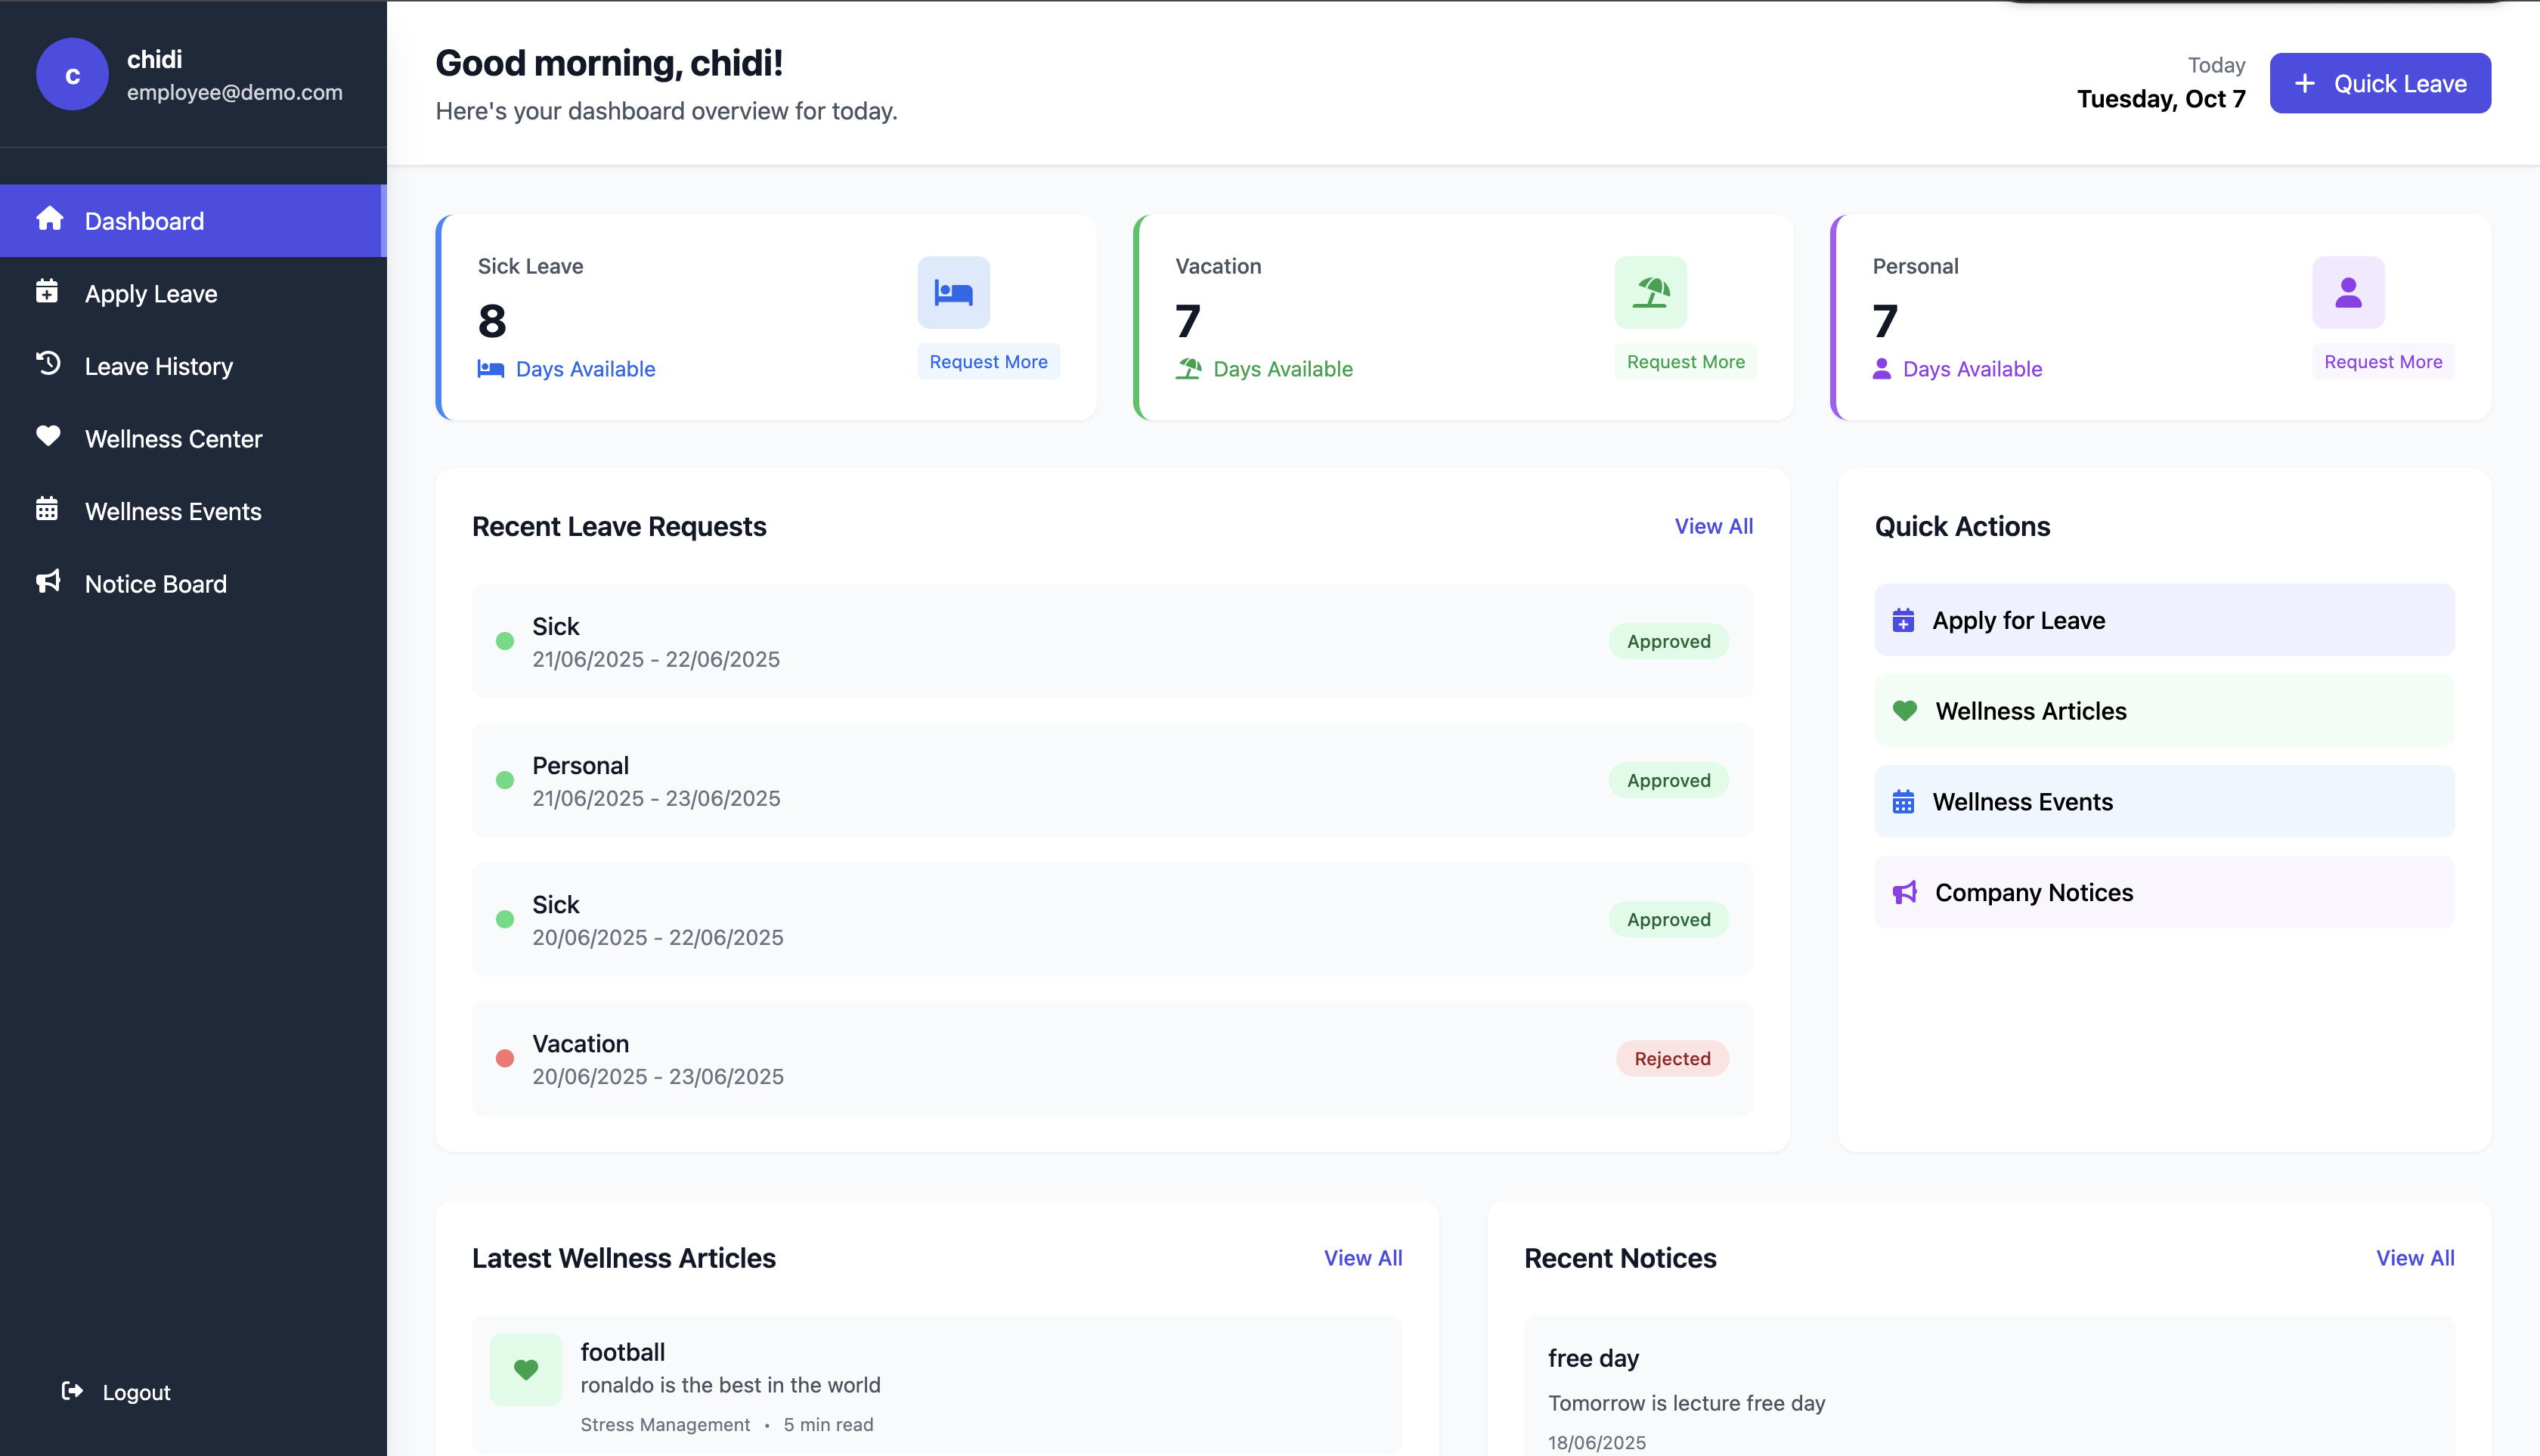 c
chidi
employee@demo.com
Dashboard
Apply Leave
Leave History
Wellness Center
Wellness Events
Notice Board
Logout
Good morning, chidi!
Here's your dashboard overview for today.
Today
Tuesday, Oct 7
Quick Leave
Sick Leave
8
Days Available
Request More
Vacation
7
Days Available
Request More
Personal
7
Days Available
Request More
Recent Leave Requests
View All
Sick
21/06/2025 - 22/06/2025
Approved
Personal
21/06/2025 - 23/06/2025
Approved
Sick
20/06/2025 - 22/06/2025
Approved
Vacation
20/06/2025 - 23/06/2025
Rejected
Quick Actions
Apply for Leave
Wellness Articles
Wellness Events
Company Notices
Latest Wellness Articles
View All
football
ronaldo is the best in the world
Stress Management • 5 min read
Recent Notices
View All
free day
Tomorrow is lecture free day
18/06/2025